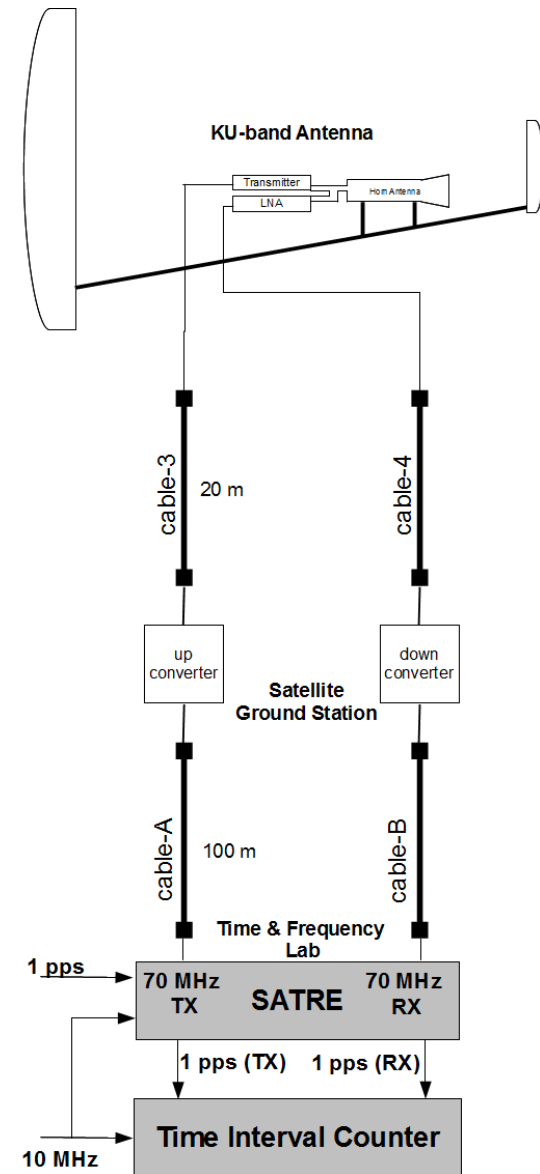 KU-band Antenna
Transmitter
LNA
Horn Antenna
cable-3
20 m
cable-4
up
converter
down
converter
Satellite
Ground Station
cable-A
100 m
cable-B
Time & Frequency
Lab
1 pps
70 MHz
TX
SATRE
70 MHz
RX
1 pps (TX)
1 pps (RX)
Time Interval Counter
10 MHz